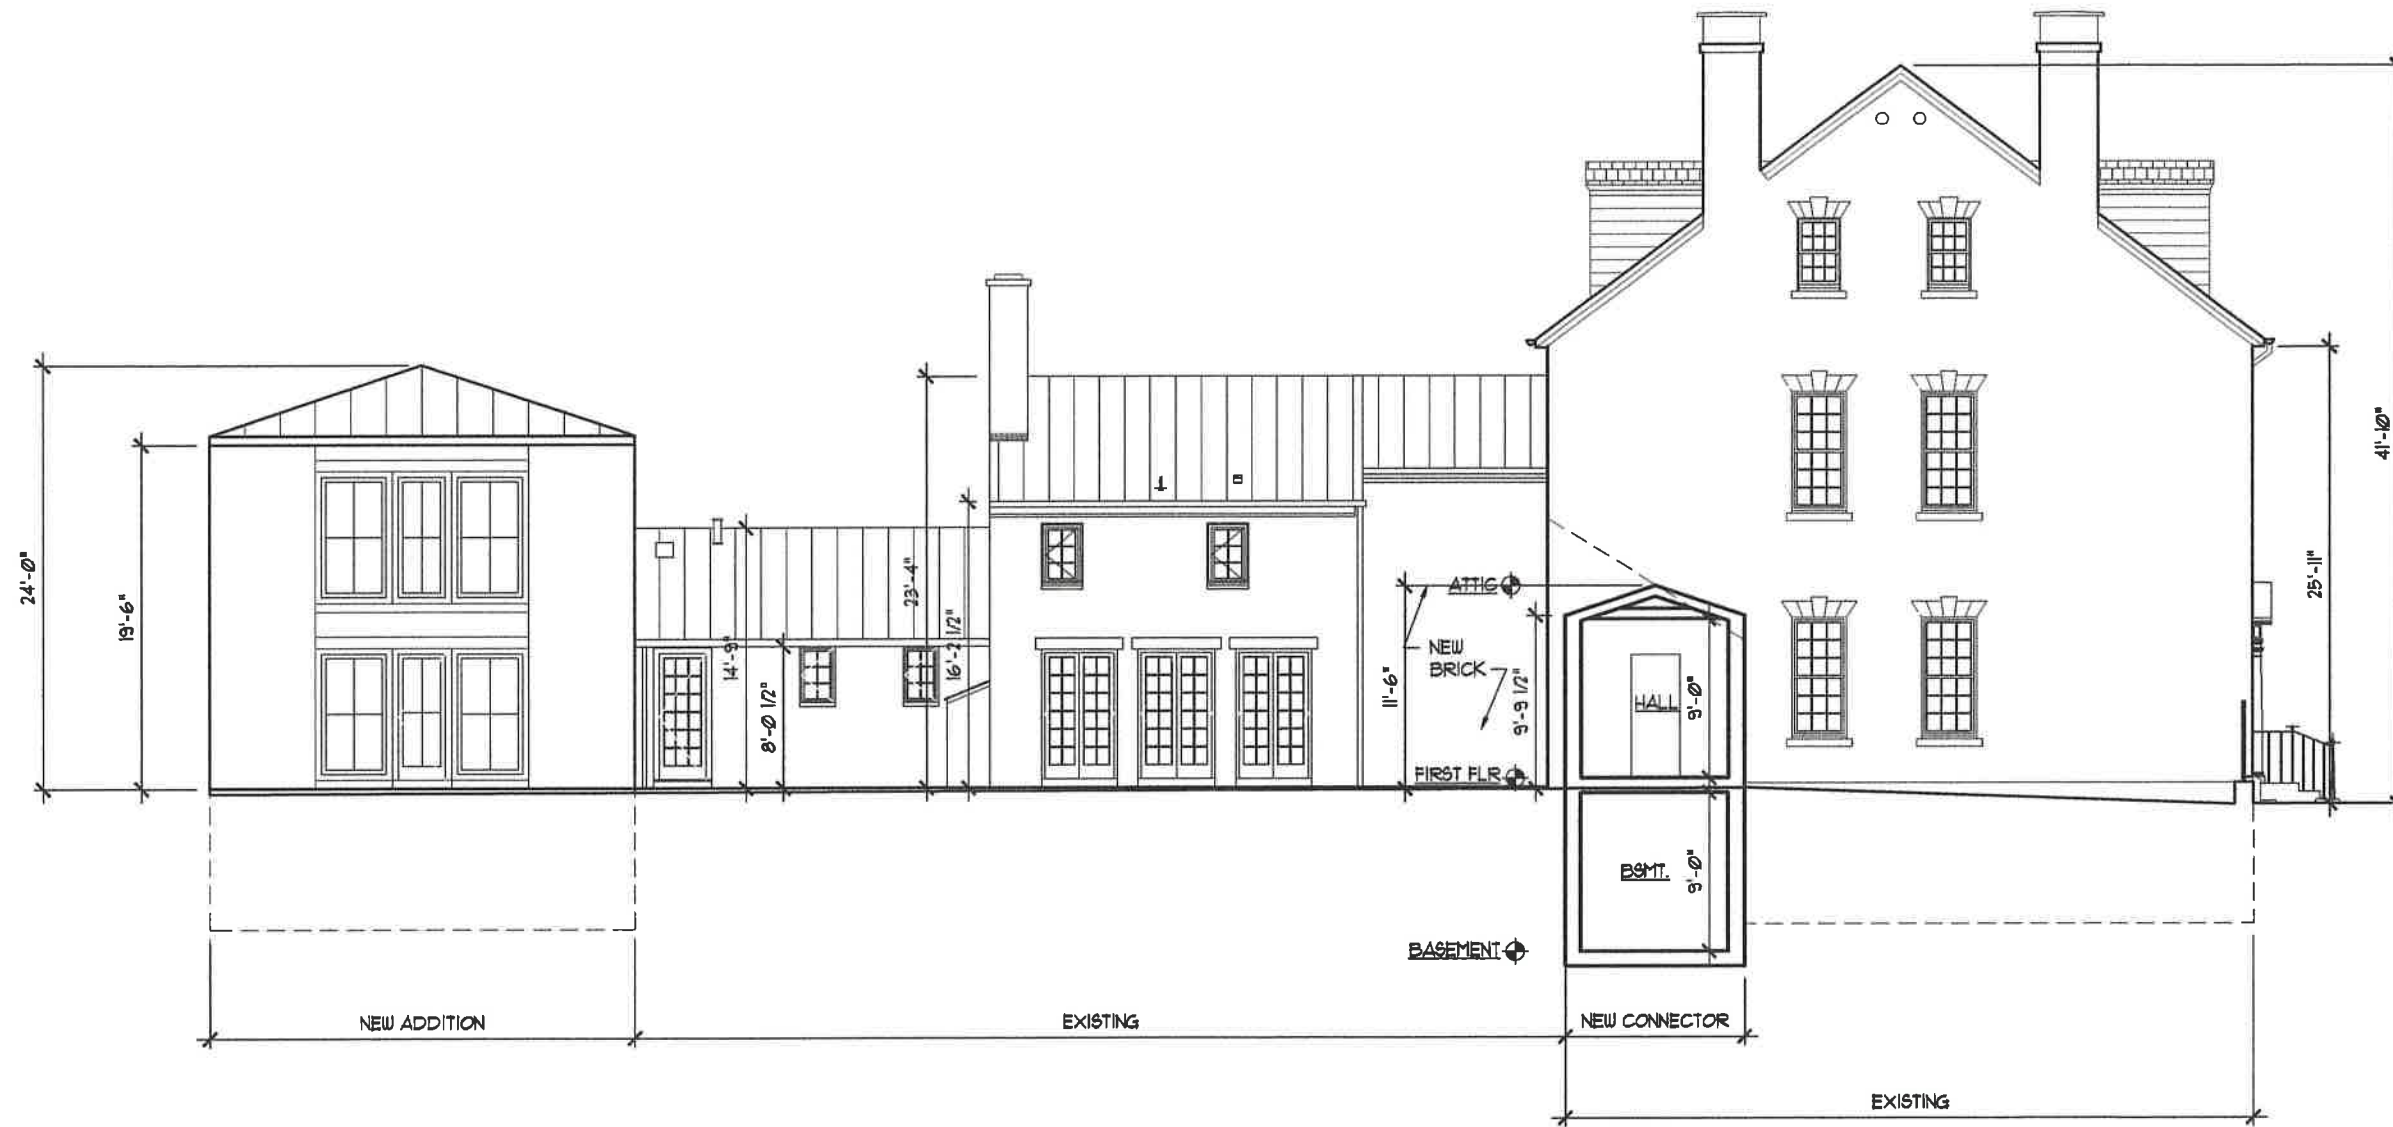 24'-0"
19'-6"
14'-9"
8'-0 1/2"
23'-4"
16'-2 1/2"
11'-6"
ATTIC
NEW
BRICK
9'-9 1/2"
FIRST FLR
HALL
9'-0"
BSMT.
9'-0"
BASEMENT
25'-11"
41'-10"
NEW ADDITION
EXISTING
NEW CONNECTOR
EXISTING